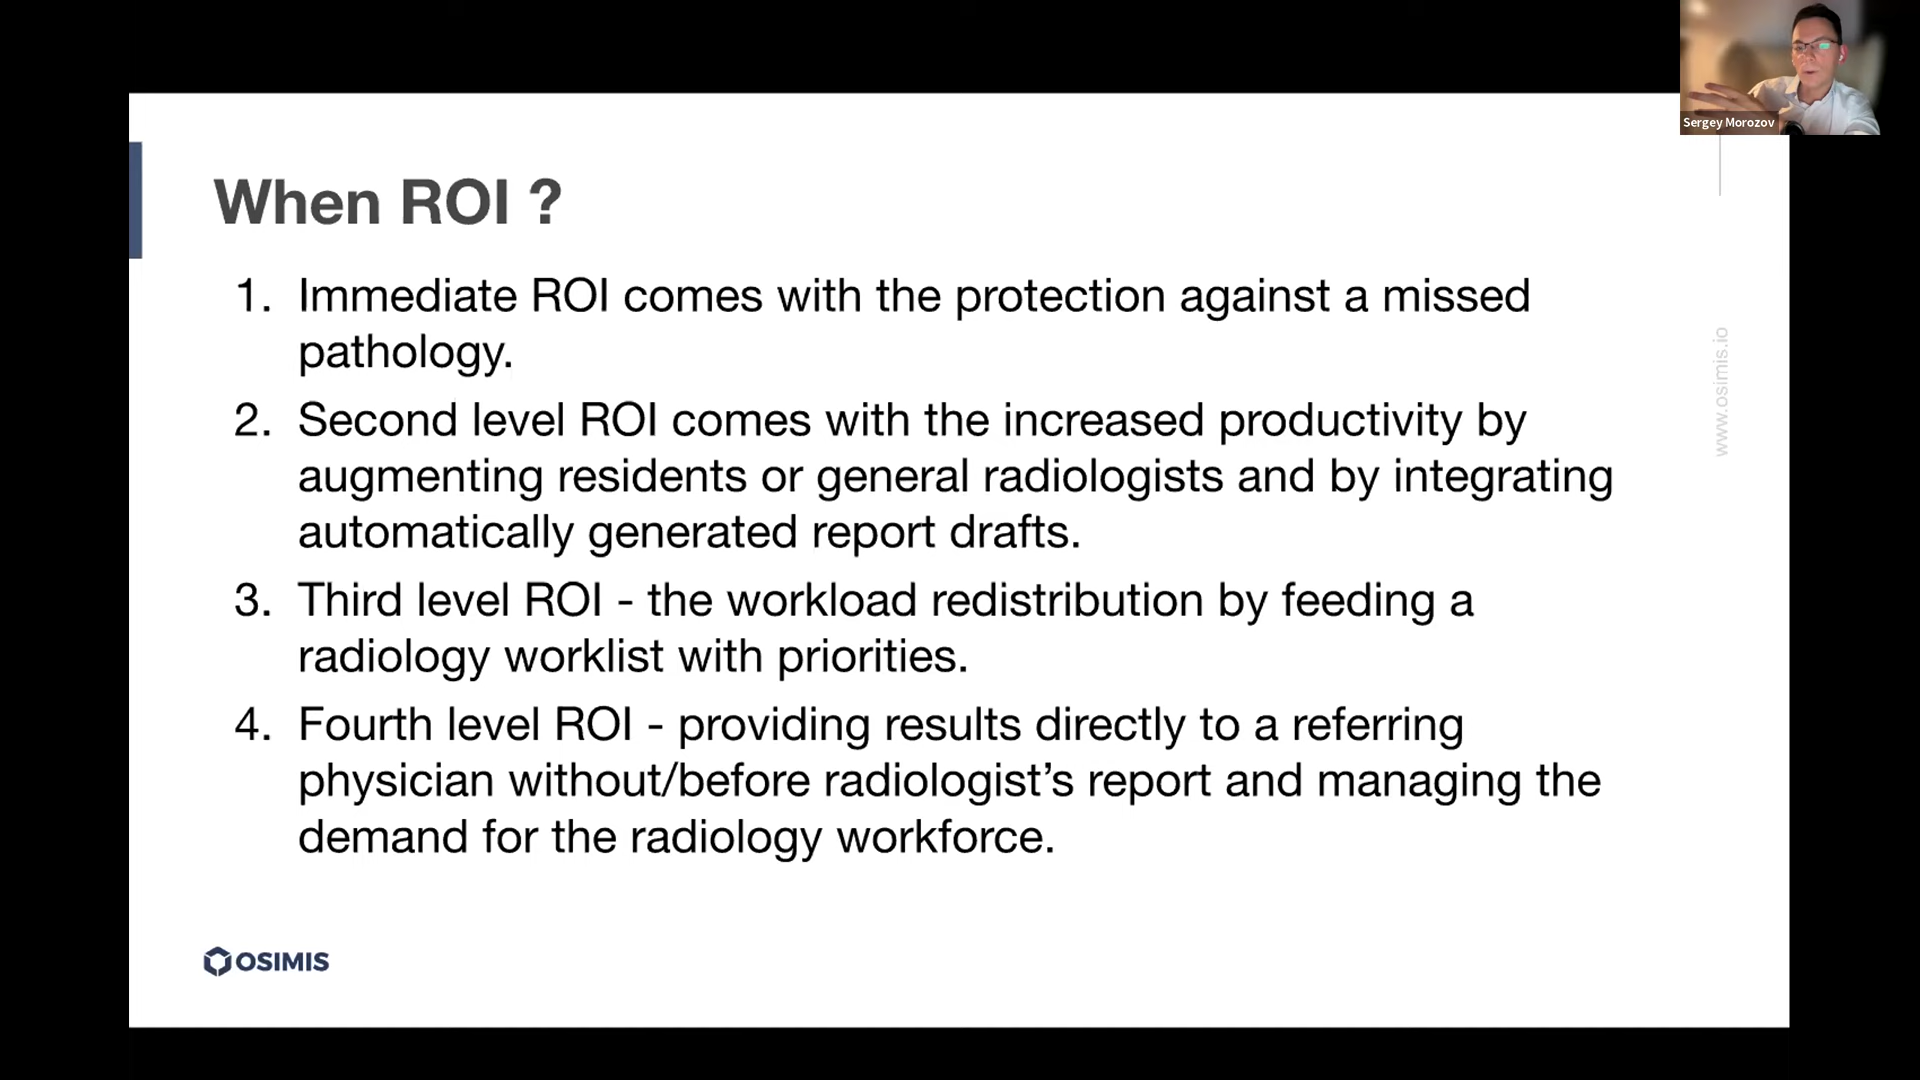 Sergey Morozov
When ROI ?
1. Immediate ROI comes with the protection against a missed
pathology.
2. Second level ROI comes with the increased productivity by
augmenting residents or general radiologists and by integrating
automatically generated report drafts.
3. Third level ROI - the workload redistribution by feeding a
radiology worklist with priorities.
4. Fourth level ROI - providing results directly to a referring
physician without/before radiologist’s report and managing the
demand for the radiology workforce.
www.osimis.io
OSIMIS